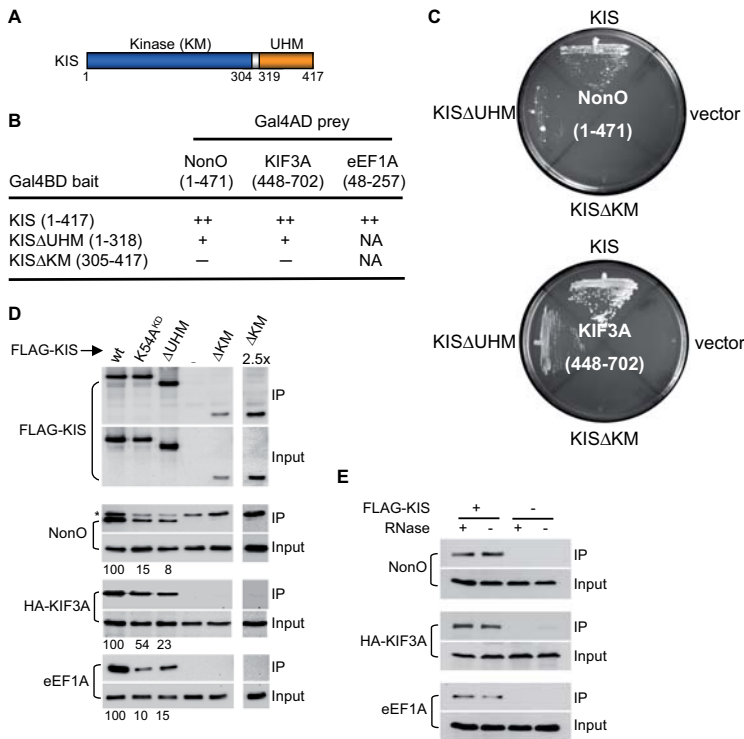 A
Kinase (KM) UHM
KIS
1 304 319 417
B
Gal4AD prey
NonO KIF3A eEF1A
Gal4BD bait (1-471) (448-702) (48-257)
KIS (1-417) ++ ++ ++
KISΔUHM (1-318) + + NA
KISΔKM (305-417) — — NA
C
KIS
NonO
(1-471)
KISΔUHM
vector
KISΔKM
KIS
KIF3A
(448-702)
KISΔUHM
vector
KISΔKM
D
FLAG-KIS wt K54A^KD ΔUHM - ΔKM ΔKM 2.5x
FLAG-KIS
IP
Input
*
NonO
IP
Input
100 15 8
HA-KIF3A
IP
Input
100 54 23
eEF1A
IP
Input
100 10 15
E
FLAG-KIS + -
RNase + - + -
NonO
IP
Input
HA-KIF3A
IP
Input
eEF1A
IP
Input